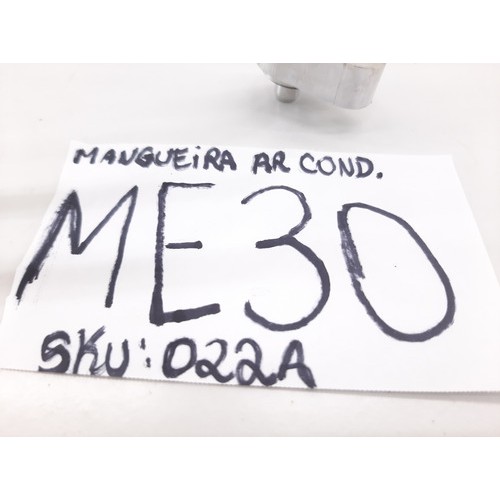 MANGUEiRA AR COND.
ME30
SKU:022A